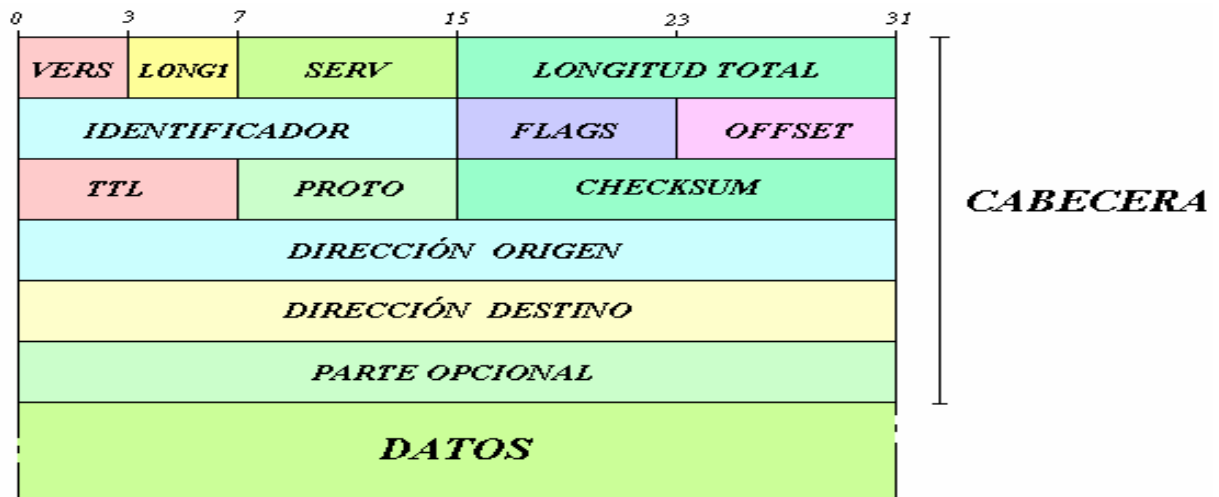 0 3 7 15 23 31
VERS LONG1 SERV LONGITUD TOTAL
IDENTIFICADOR FLAGS OFFSET
TTL PROTO CHECKSUM
CABECERA
DIRECCIÓN ORIGEN
DIRECCIÓN DESTINO
PARTE OPCIONAL
DATOS